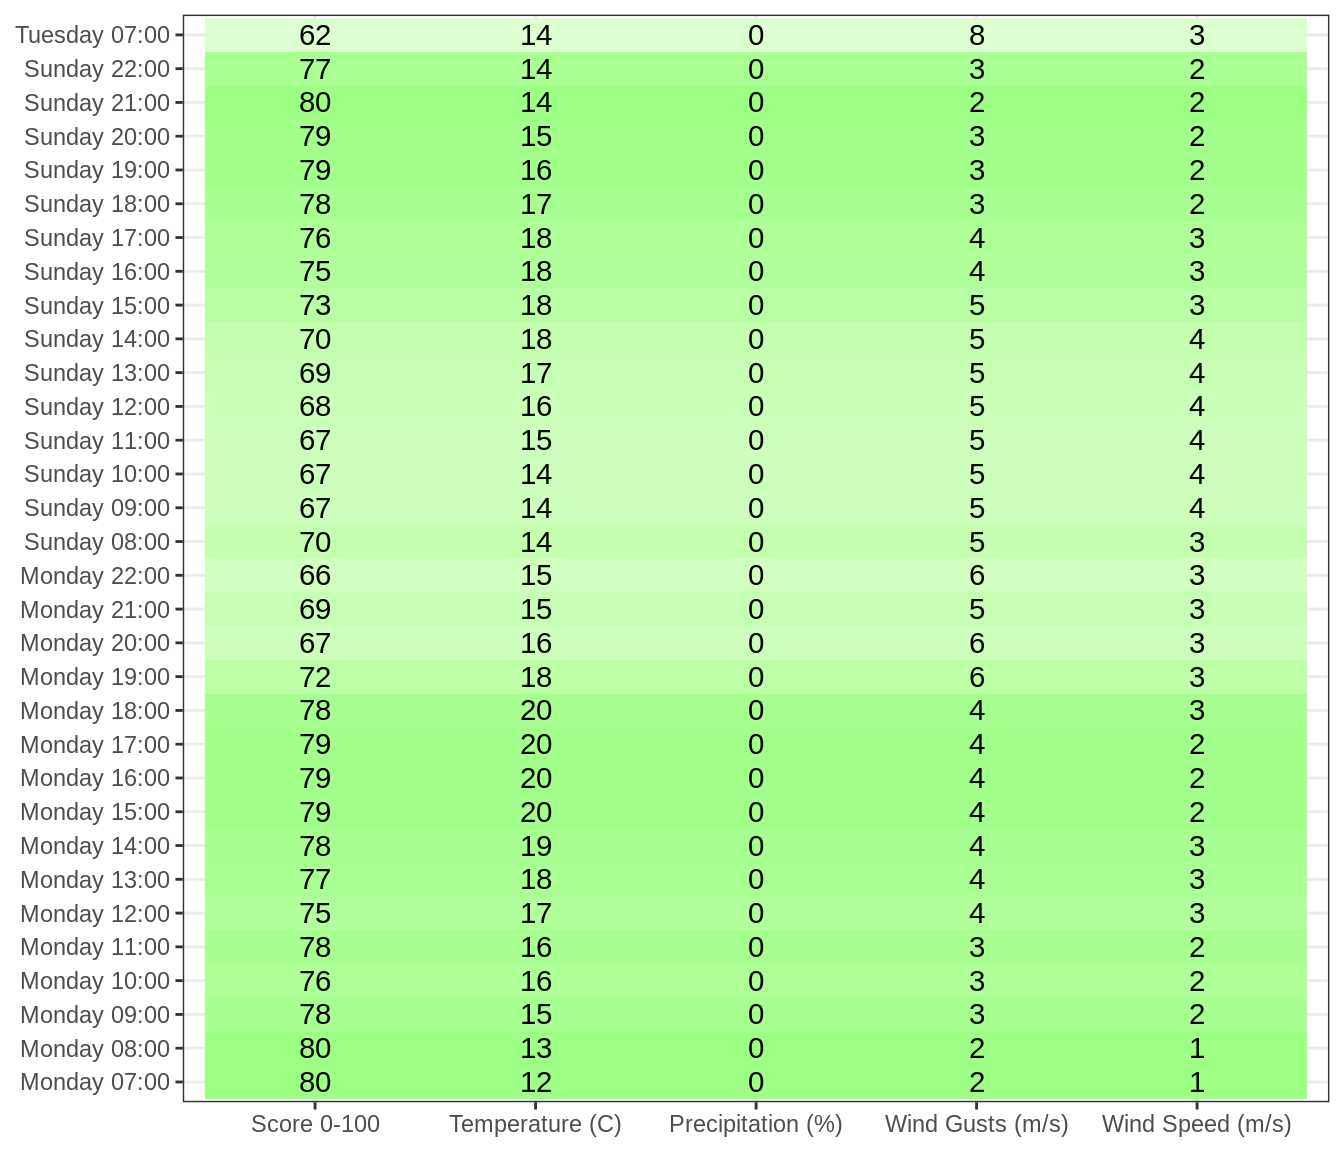 Tuesday 07:00 62 14 0 8 3
Sunday 22:00 77 14 0 3 2
Sunday 21:00 80 14 0 2 2
Sunday 20:00 79 15 0 3 2
Sunday 19:00 79 16 0 3 2
Sunday 18:00 78 17 0 3 2
Sunday 17:00 76 18 0 4 3
Sunday 16:00 75 18 0 4 3
Sunday 15:00 73 18 0 5 3
Sunday 14:00 70 18 0 5 4
Sunday 13:00 69 17 0 5 4
Sunday 12:00 68 16 0 5 4
Sunday 11:00 67 15 0 5 4
Sunday 10:00 67 14 0 5 4
Sunday 09:00 67 14 0 5 4
Sunday 08:00 70 14 0 5 3
Monday 22:00 66 15 0 6 3
Monday 21:00 69 15 0 5 3
Monday 20:00 67 16 0 6 3
Monday 19:00 72 18 0 6 3
Monday 18:00 78 20 0 4 3
Monday 17:00 79 20 0 4 2
Monday 16:00 79 20 0 4 2
Monday 15:00 79 20 0 4 2
Monday 14:00 78 19 0 4 3
Monday 13:00 77 18 0 4 3
Monday 12:00 75 17 0 4 3
Monday 11:00 78 16 0 3 2
Monday 10:00 76 16 0 3 2
Monday 09:00 78 15 0 3 2
Monday 08:00 80 13 0 2 1
Monday 07:00 80 12 0 2 1
Score 0-100 Temperature (C) Precipitation (%) Wind Gusts (m/s) Wind Speed (m/s)